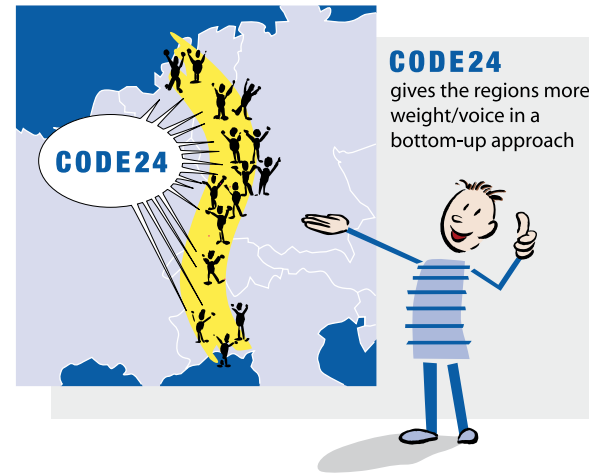 CODE24
CODE24
gives the regions more
weight/voice in a
bottom-up approach